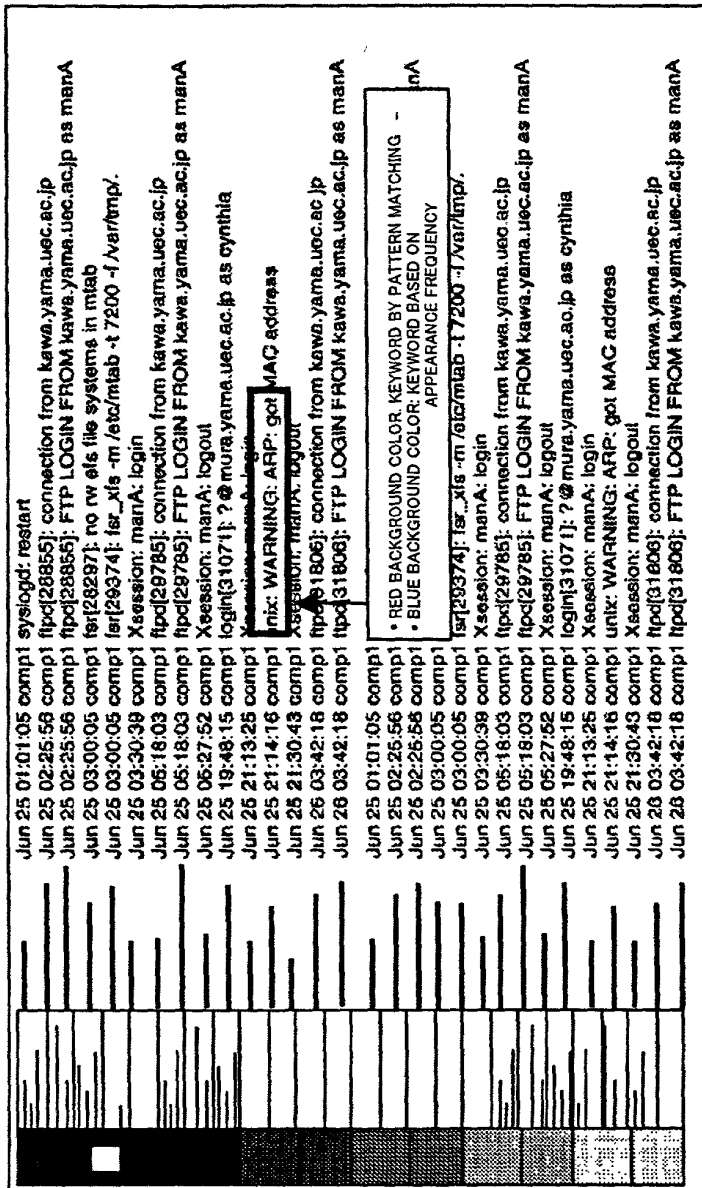 Jun 25 01:01:05 comp1 syslogd: restart
Jun 25 02:25:56 comp1 ftpd[28855]: connection from kawa.yama.uec.ac.jp
Jun 25 02:25:56 comp1 ftpd[28855]: FTP LOGIN FROM kawa.yama.uec.ac.jp as manA
Jun 25 03:00:05 comp1 fsr[28297]: no rw efs file systems in mtab
Jun 25 03:00:05 comp1 fsr[29374]: fsr_xfs -m /etc/mtab -t 7200 -f /var/tmp/.
Jun 25 03:30:39 comp1 Xsession: manA: login
Jun 25 05:18:03 comp1 ftpd[29785]: connection from kawa.yama.uec.ac.jp
Jun 25 05:18:03 comp1 ftpd[29785]: FTP LOGIN FROM kawa.yama.uec.ac.jp as manA
Jun 25 05:27:52 comp1 Xsession: manA: logout
Jun 25 19:48:15 comp1 login[31071]: ?@mura.yama.uec.ac.jp as cynthia
Jun 25 21:13:25 comp1 Xsession: manA: login
Jun 25 21:14:16 comp1 unix: WARNING: ARP: got MAC address
Jun 25 21:30:43 comp1 Xsession: manA: logout
Jun 26 03:42:18 comp1 ftpd[31806]: connection from kawa.yama.uec.ac.jp
Jun 26 03:42:18 comp1 ftpd[31806]: FTP LOGIN FROM kawa.yama.uec.ac.jp as manA
• RED BACKGROUND COLOR: KEYWORD BY PATTERN MATCHING -
• BLUE BACKGROUND COLOR: KEYWORD BASED ON
APPEARANCE FREQUENCY
Jun 25 01:01:05 comp1
Jun 25 02:25:56 comp1
Jun 25 02:25:56 comp1
Jun 25 03:00:05 comp1
Jun 25 03:00:05 comp1 fsr[29374]: fsr_xfs -m /etc/mtab -t 7200 -f /var/tmp/.
Jun 25 03:30:39 comp1 Xsession: manA: login
Jun 25 05:18:03 comp1 ftpd[29785]: connection from kawa.yama.uec.ac.jp
Jun 25 05:18:03 comp1 ftpd[29785]: FTP LOGIN FROM kawa.yama.uec.ac.jp as manA
Jun 25 05:27:52 comp1 Xsession: manA: logout
Jun 25 19:48:15 comp1 login[31071]: ?@mura.yama.uec.ac.jp as cynthia
Jun 25 21:13:25 comp1 Xsession: manA: login
Jun 25 21:14:16 comp1 unix: WARNING: ARP: got MAC address
Jun 25 21:30:43 comp1 Xsession: manA: logout
Jun 26 03:42:18 comp1 ftpd[31806]: connection from kawa.yama.uec.ac.jp
Jun 26 03:42:18 comp1 ftpd[31806]: FTP LOGIN FROM kawa.yama.uec.ac.jp as manA